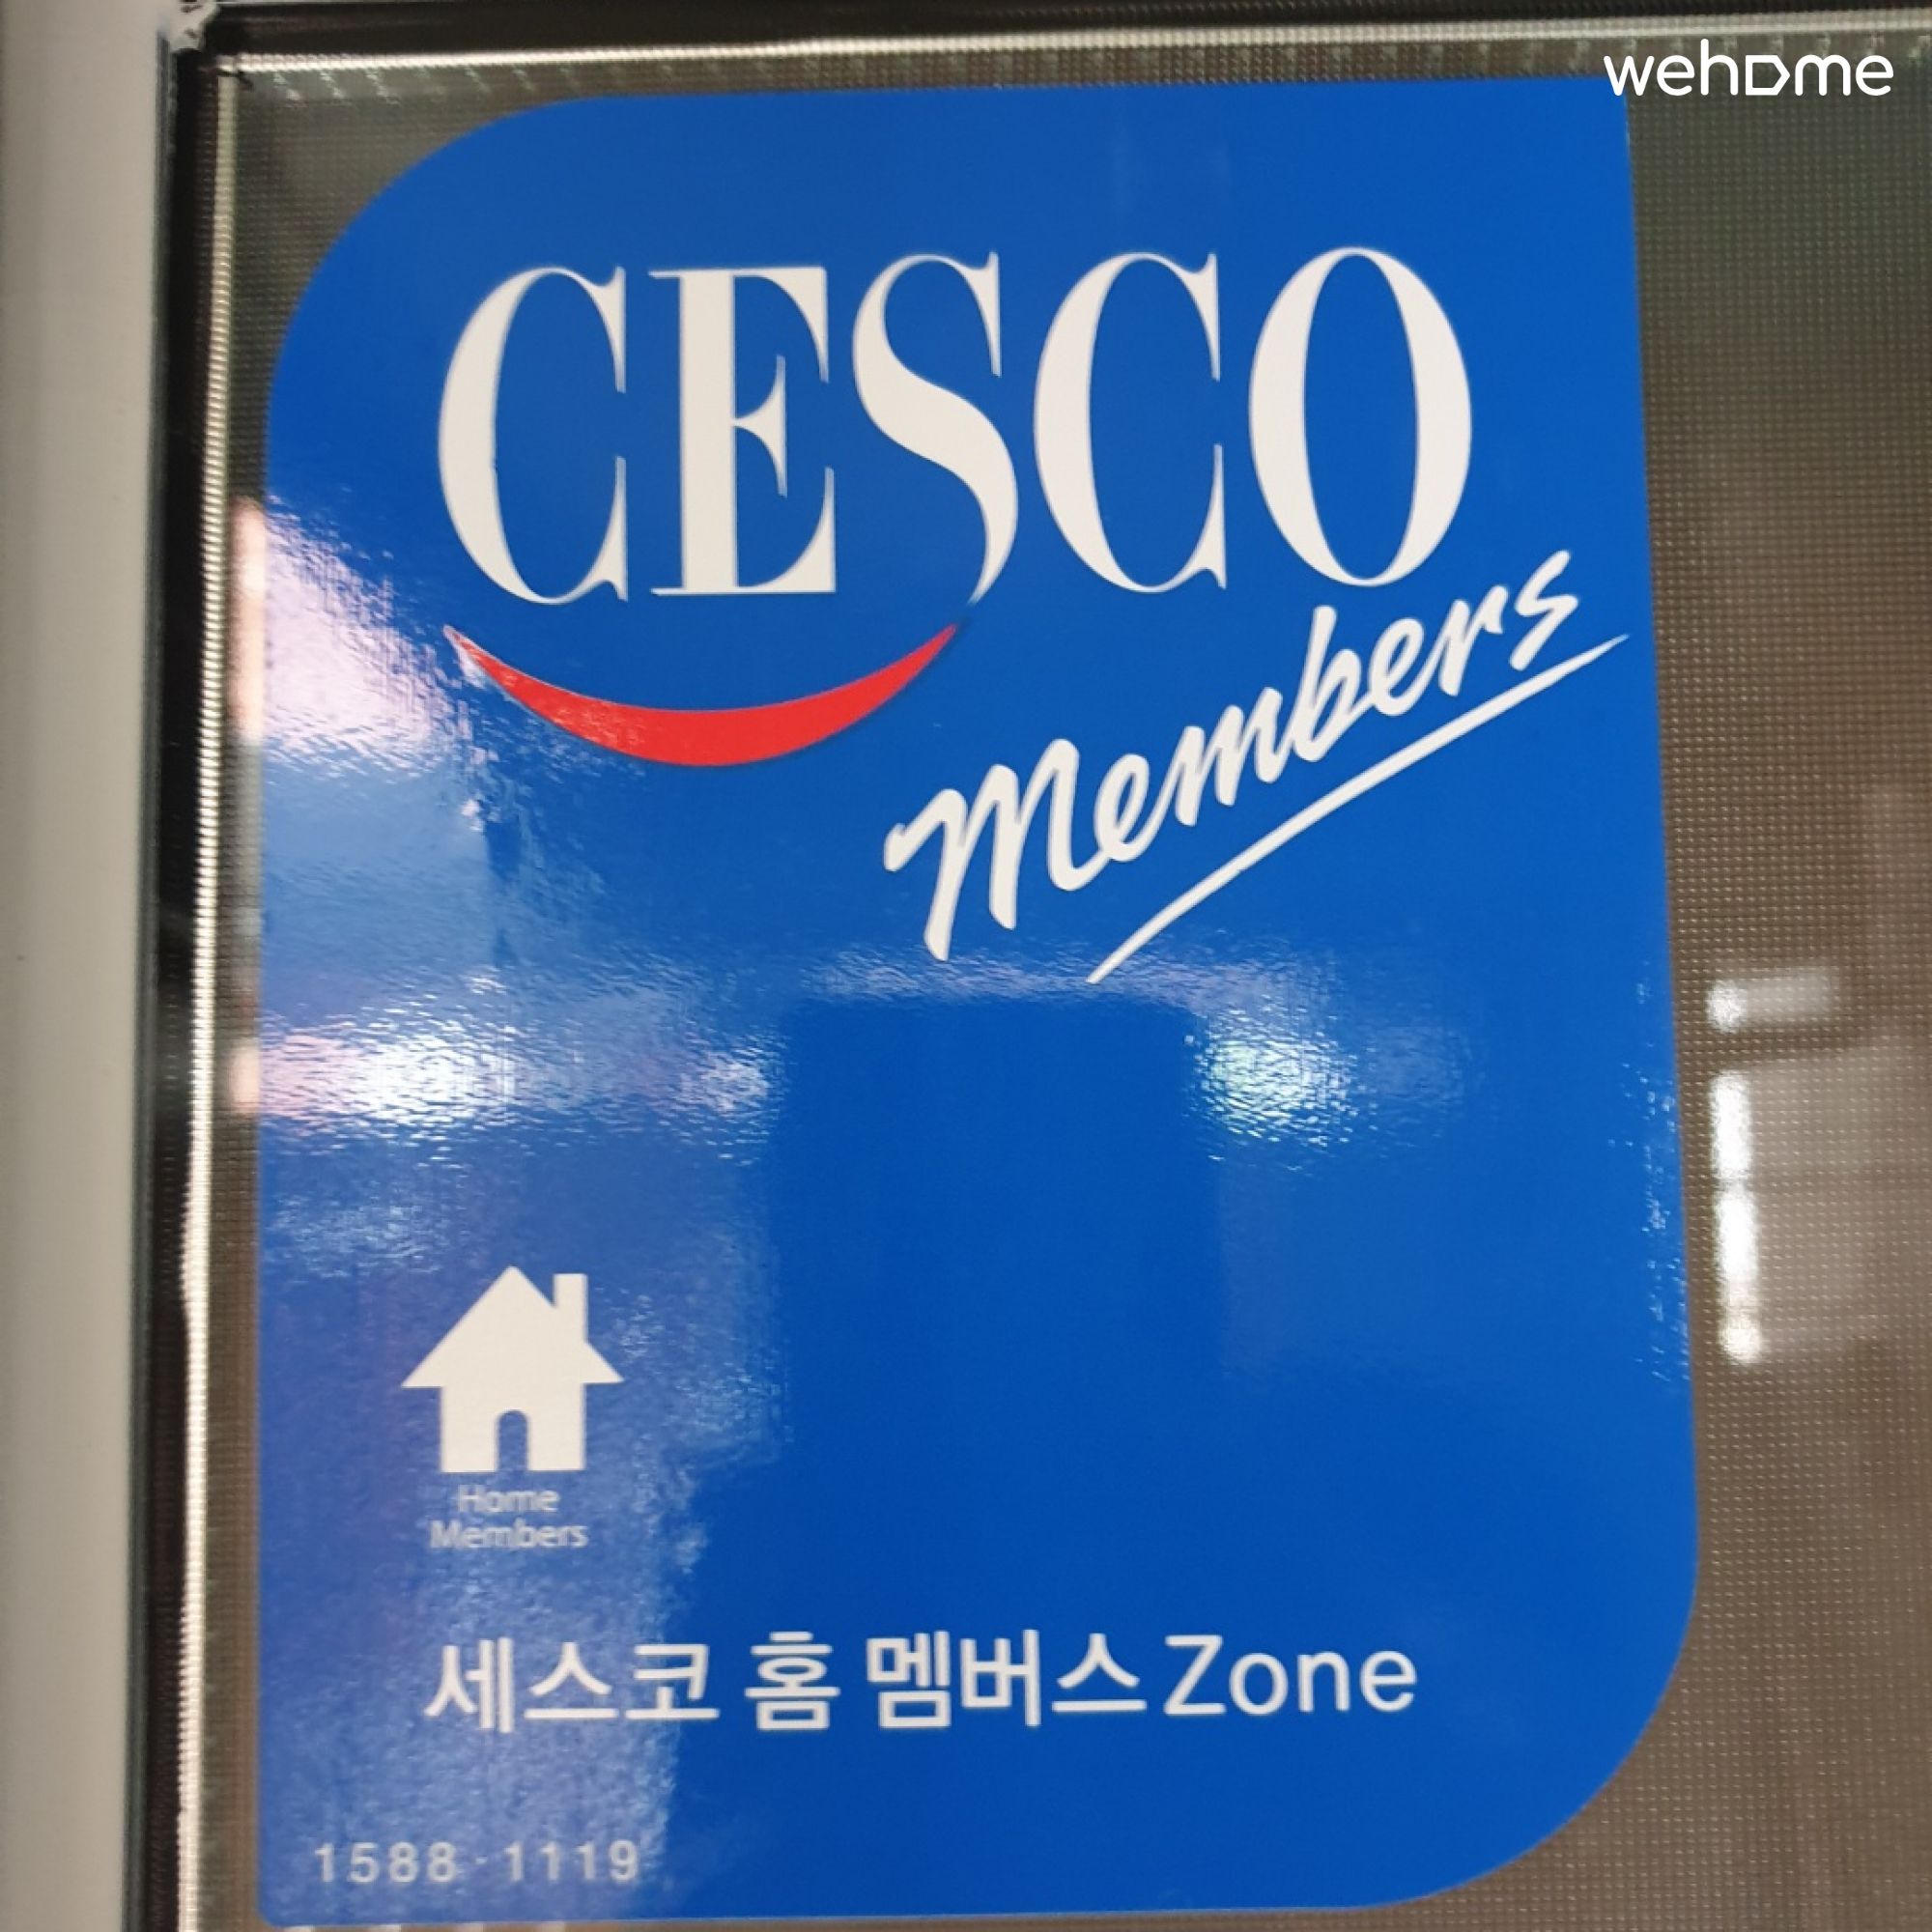 wehome
CESCO
Members
Home
Members
세스코 홈 멤버스 Zone
1588-1119